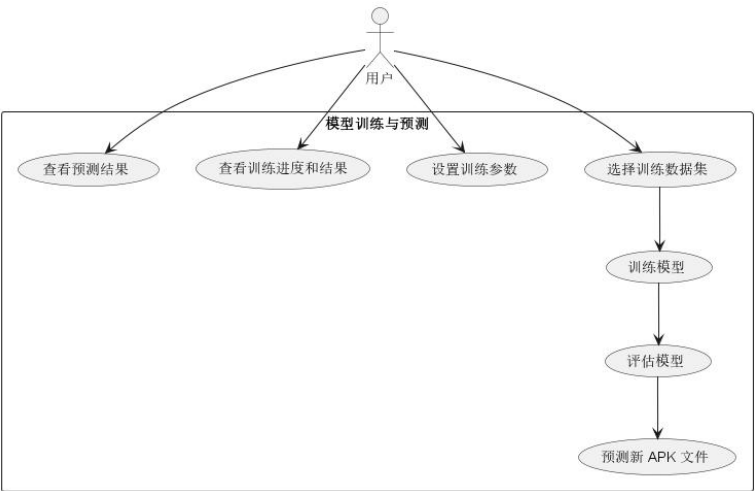 用户
模型训练与预测
查看预测结果
查看训练进度和结果
设置训练参数
选择训练数据集
训练模型
评估模型
预测新 APK 文件